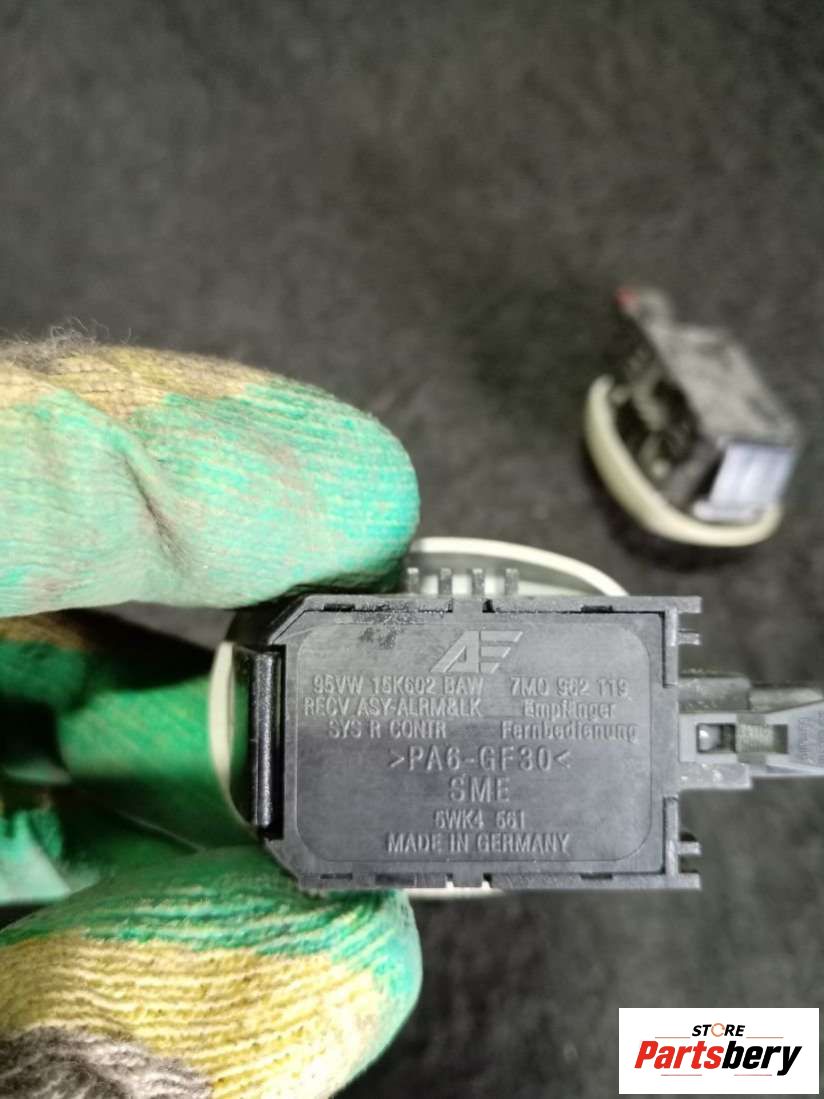 95VW 15K602 BAW 7M0 962 119
RECV ASY-ALRM&LK Empfänger
SYS R CONTR Fernbedienung
>PA6-GF30<
SME
5WK4 561
MADE IN GERMANY
STORE
Partsbery